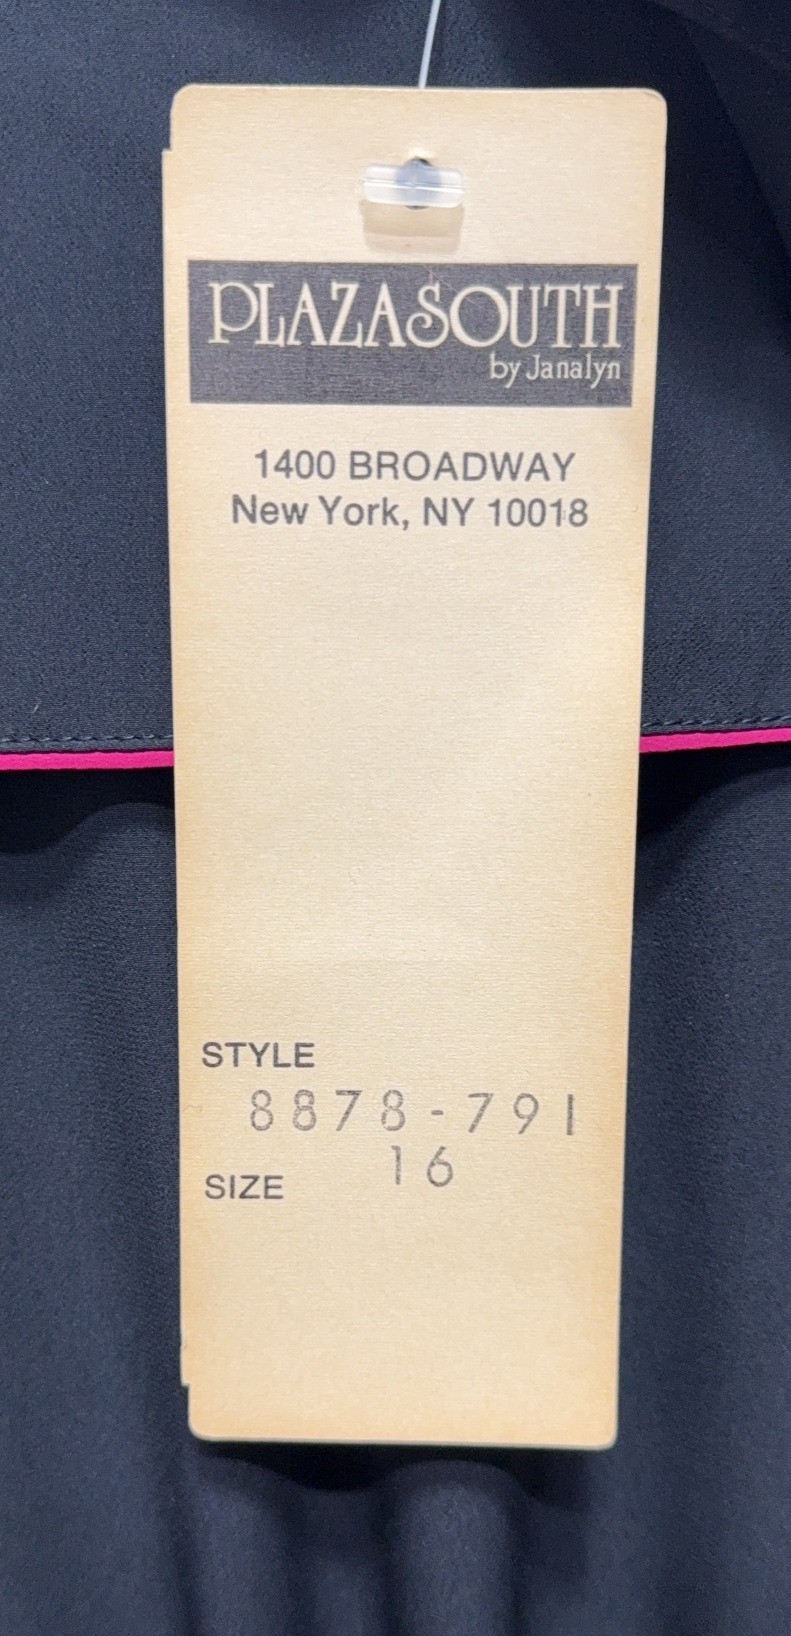 PLAZASOUTH
by Janalyn
1400 BROADWAY
New York, NY 10018
STYLE
8878-791
16
SIZE